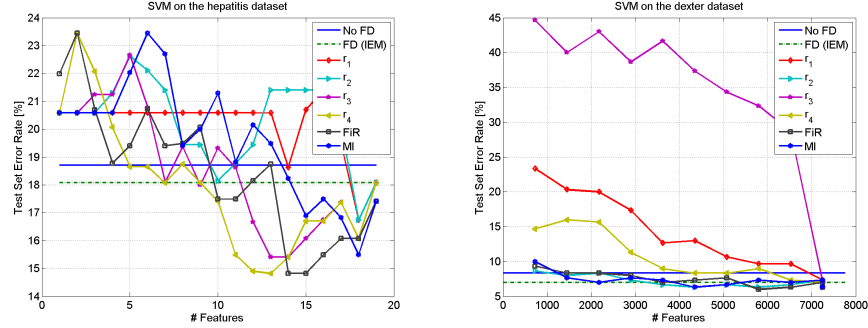 SVM on the hepatitis dataset
Test Set Error Rate [%]
24
23
22
21
20
19
18
17
16
15
14
0
5
10
15
20
# Features
No FD
FD (IEM)
r1
r2
r3
r4
FiR
MI
SVM on the dexter dataset
Test Set Error Rate [%]
45
40
35
30
25
20
15
10
5
0
1000
2000
3000
4000
5000
6000
7000
8000
# Features
No FD
FD (IEM)
r1
r2
r3
r4
FiR
MI